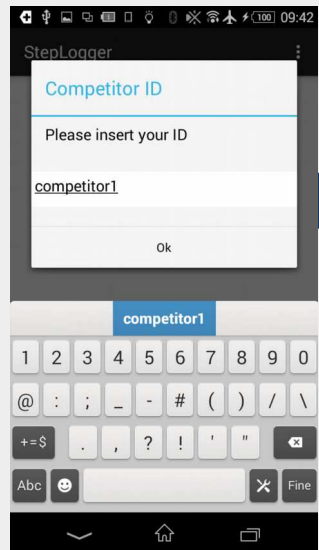 100 09:42
StepLogger
Competitor ID
Please insert your ID
competitor1
Ok
competitor1
1 2 3 4 5 6 7 8 9 0
@ : ; _ - # ( ) / \
+=$ . , ? ! ' "
Abc Fine